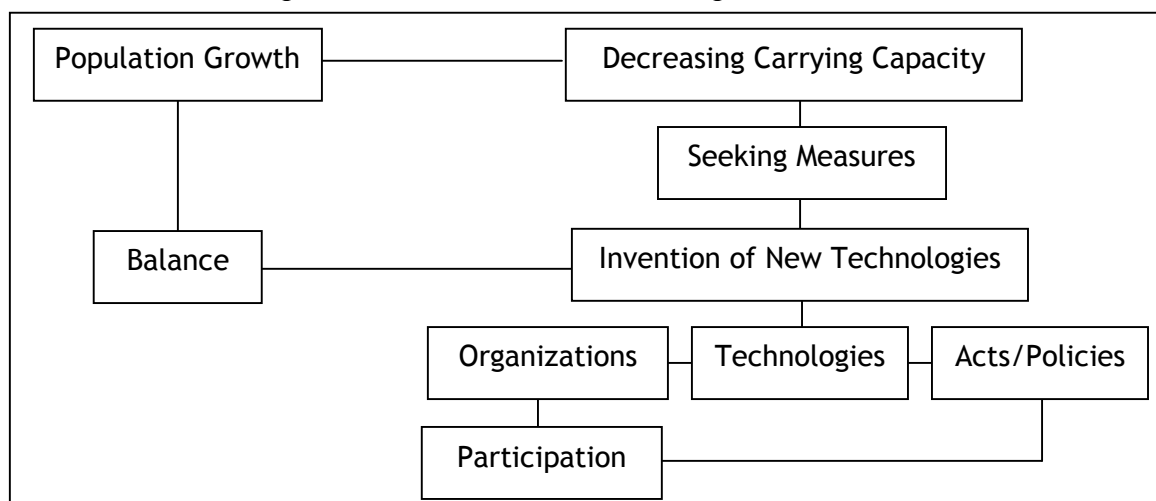 Population Growth
Decreasing Carrying Capacity
Seeking Measures
Balance
Invention of New Technologies
Organizations
Technologies
Acts/Policies
Participation